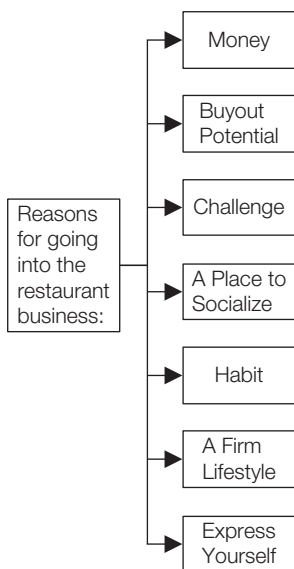 Reasons
for going
into the
restaurant
business:
Money
Buyout
Potential
Challenge
A Place to
Socialize
Habit
A Firm
Lifestyle
Express
Yourself